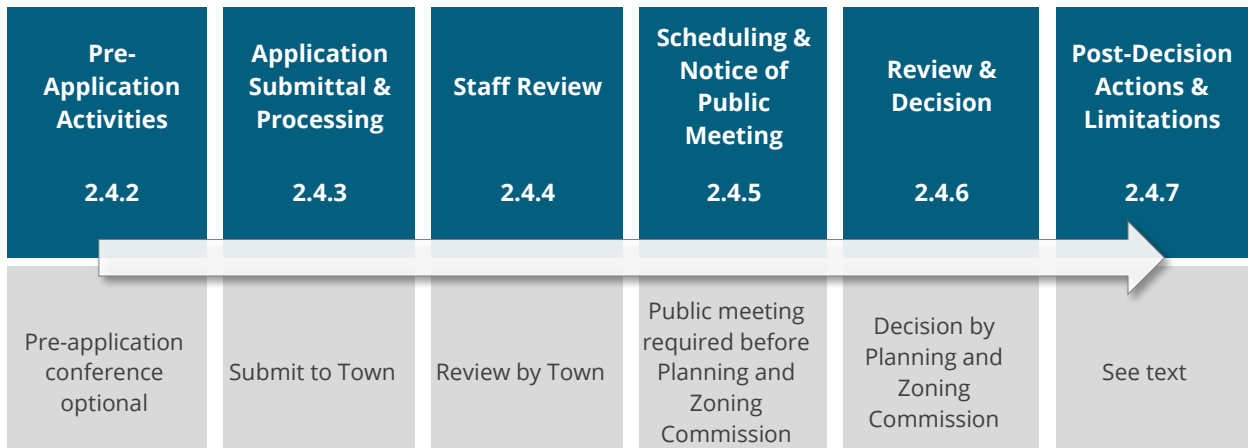 Pre-
Application
Activities
2.4.2
Application
Submittal &
Processing
2.4.3
Staff Review
2.4.4
Scheduling &
Notice of
Public
Meeting
2.4.5
Review &
Decision
2.4.6
Post-Decision
Actions &
Limitations
2.4.7
Pre-application
conference
optional
Submit to Town
Review by Town
Public meeting
required before
Planning and
Zoning
Commission
Decision by
Planning and
Zoning
Commission
See text